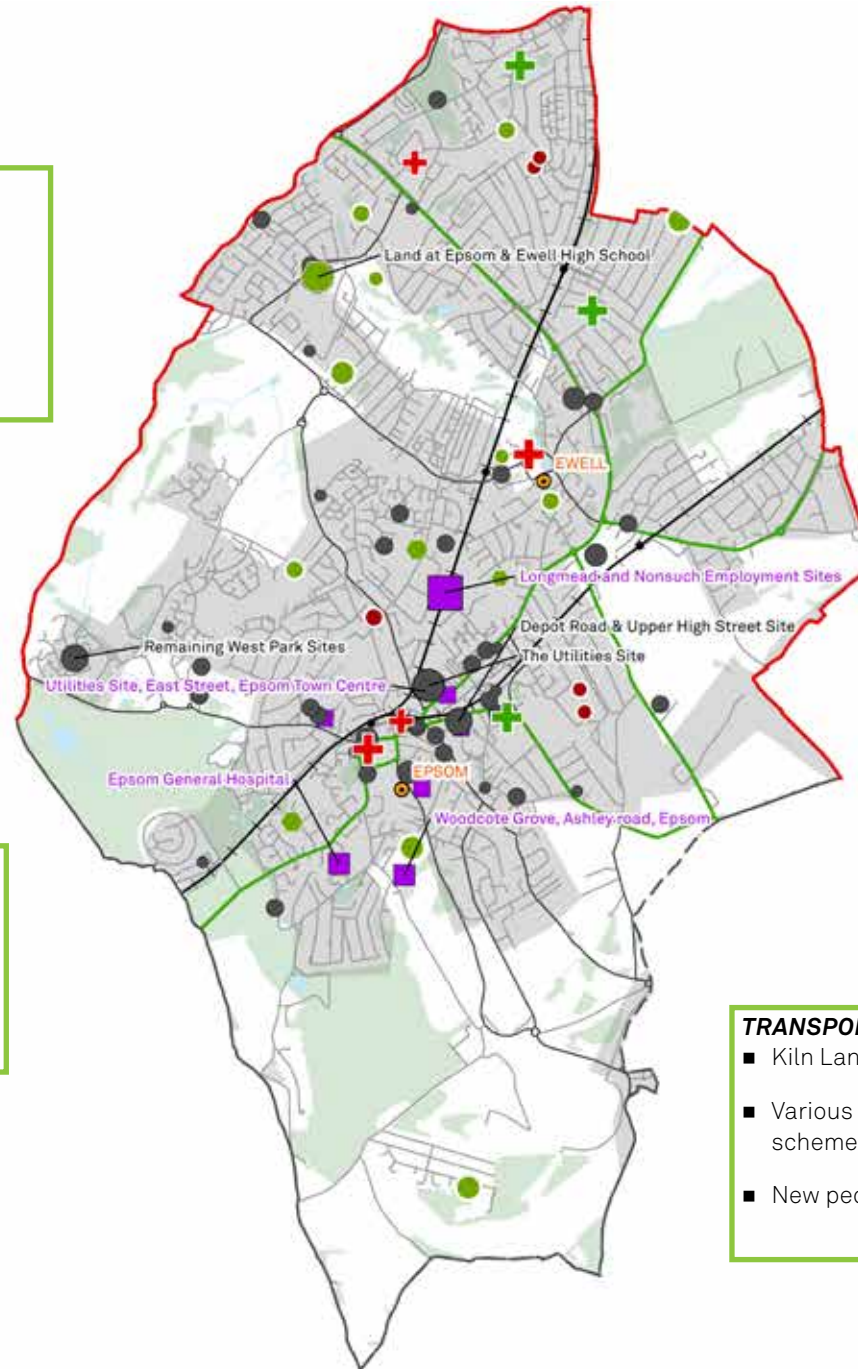 Land at Epsom & Ewell High School
EWELL
Longmead and Nonsuch Employment Sites
Depot Road & Upper High Street Site
Remaining West Park Sites
The Utilities Site
Utilities Site, East Street, Epsom Town Centre
Epsom General Hospital
EPSOM
Woodcote Grove, Ashley road, Epsom
■ Kiln
■ Various
scheme
■ New